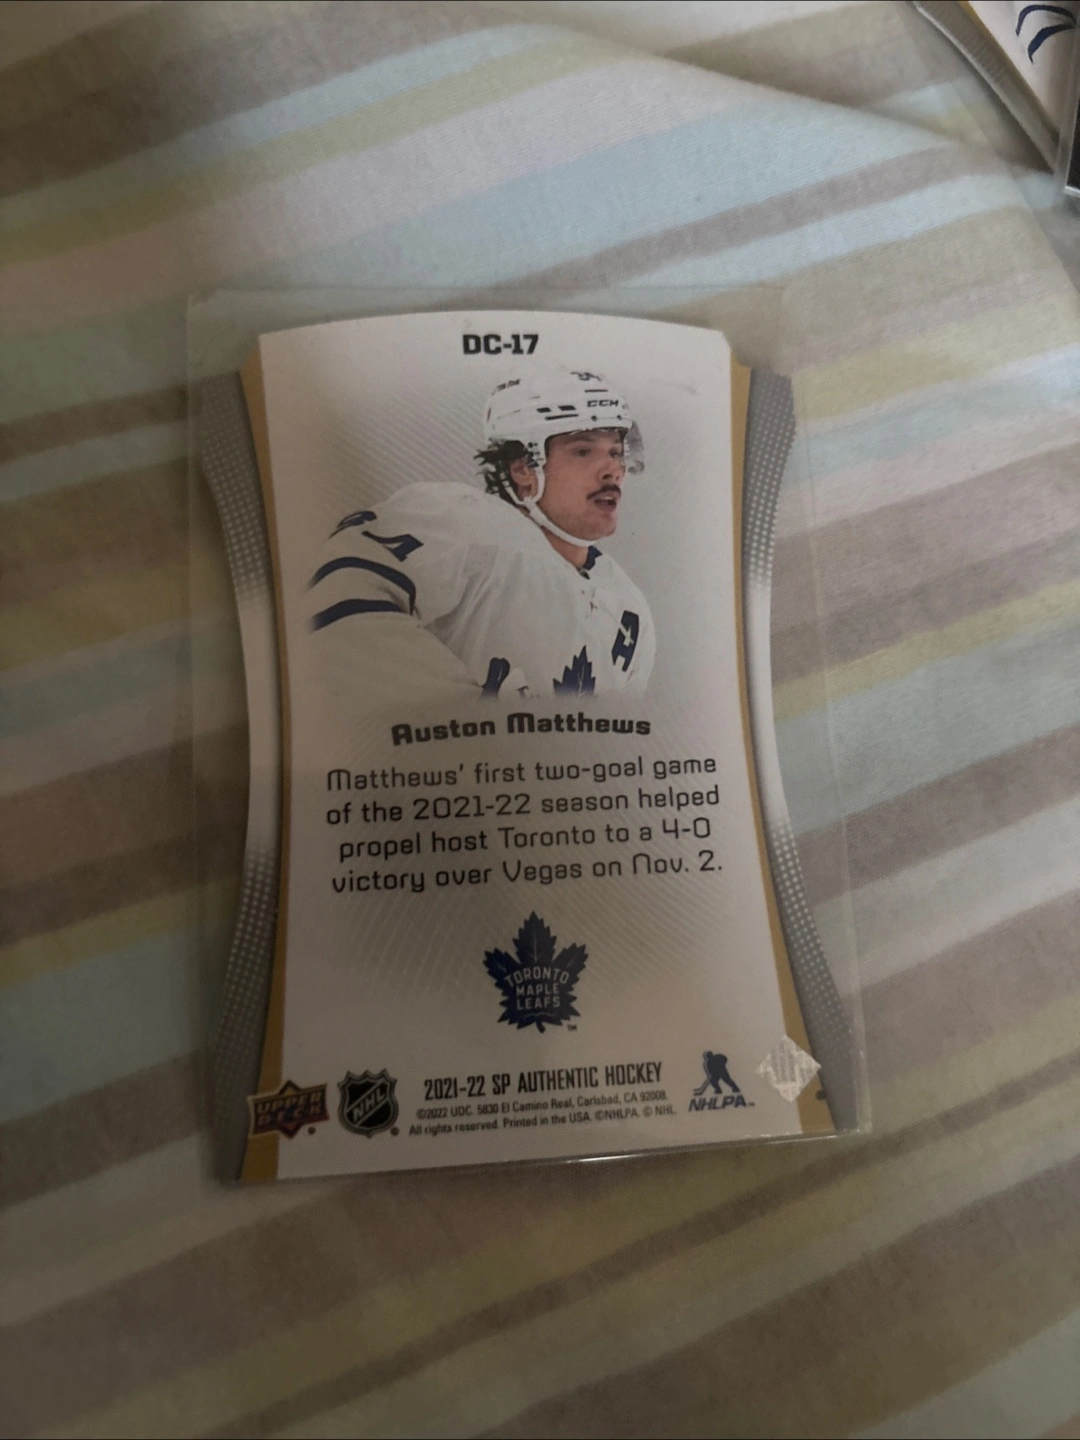 DC-17
CCM
34
A
Auston Matthews
Matthews' first two-goal game
of the 2021-22 season helped
propel host Toronto to a 4-0
victory over Vegas on Nov. 2.
TORONTO
MAPLE
LEAFS
TM
2021-22 SP AUTHENTIC HOCKEY
©2022 UDC. 5830 El Camino Real, Carlsbad, CA 92008.
All rights reserved. Printed in the USA. ©NHLPA. © NHL.
UPPER
DECK
NHL
NHLPA™